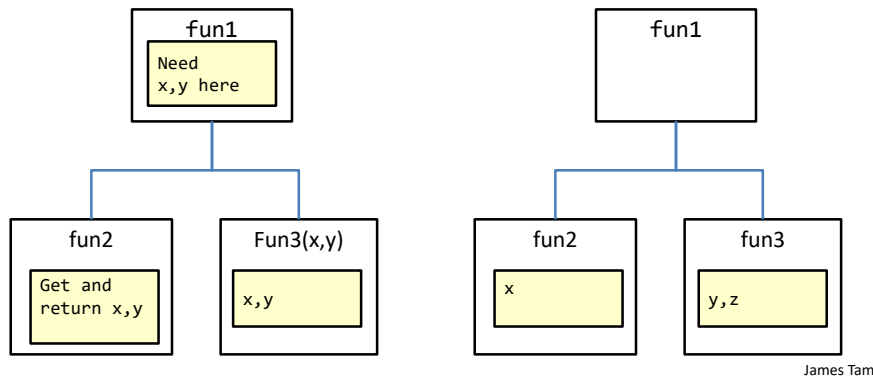 fun1
Need
x,y here
fun2
Get and
return x,y
Fun3(x,y)
x,y
fun1
fun2
x
fun3
y,z
James Tam